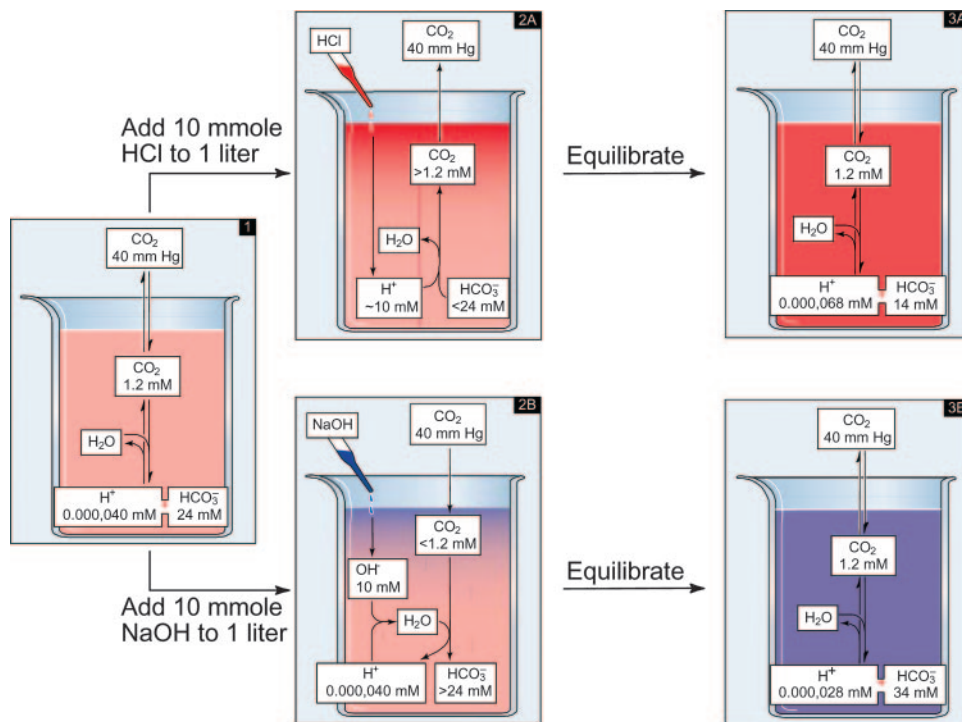 2A
HCl
CO₂
40 mm Hg
CO₂
>1.2 mM
H₂O
H⁺
~10 mM
HCO₃⁻
<24 mM
Add 10 mmole
HCl to 1 liter
Equilibrate
3A
CO₂
40 mm Hg
CO₂
1.2 mM
H₂O
H⁺
0.000,068 mM
HCO₃⁻
14 mM
1
CO₂
40 mm Hg
CO₂
1.2 mM
H₂O
H⁺
0.000,040 mM
HCO₃⁻
24 mM
Add 10 mmole
NaOH to 1 liter
2B
NaOH
CO₂
40 mm Hg
CO₂
<1.2 mM
OH⁻
10 mM
H₂O
H⁺
0.000,040 mM
HCO₃⁻
>24 mM
Equilibrate
3B
CO₂
40 mm Hg
CO₂
1.2 mM
H₂O
H⁺
0.000,028 mM
HCO₃⁻
34 mM